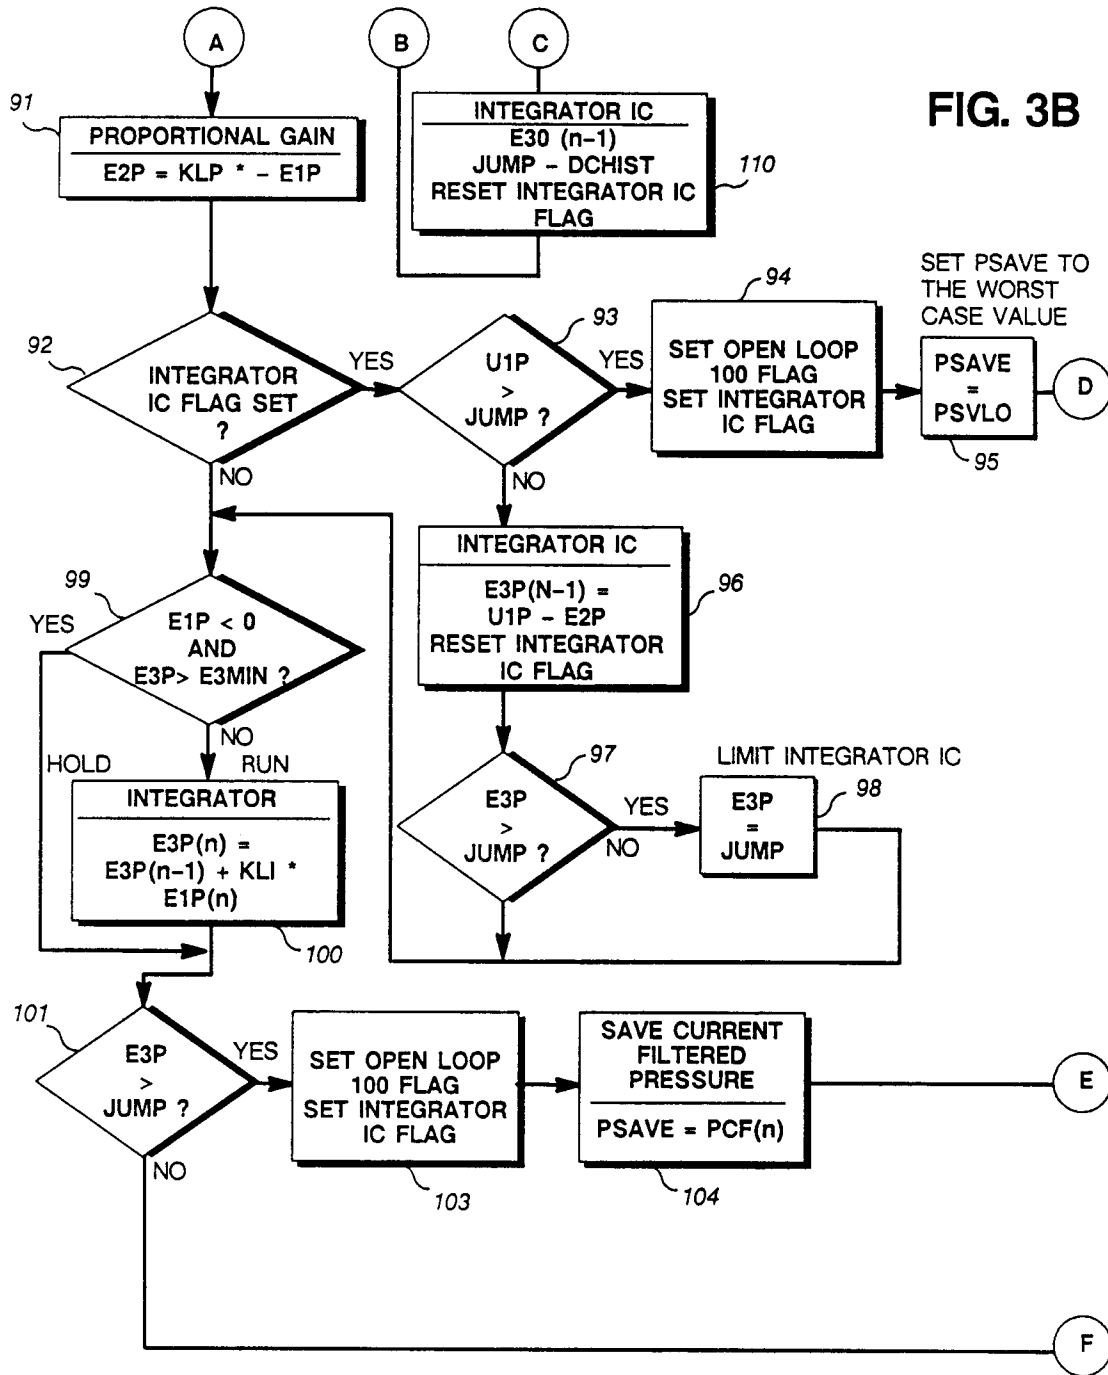 A
B
C
FIG. 3B
91
PROPORTIONAL GAIN
E2P = KLP * - E1P
INTEGRATOR IC
E30 (n-1)
JUMP - DCHIST
RESET INTEGRATOR IC
FLAG
110
92
INTEGRATOR
IC FLAG SET
?
YES
NO
93
U1P
>
JUMP ?
YES
NO
94
SET OPEN LOOP
100 FLAG
SET INTEGRATOR
IC FLAG
SET PSAVE TO
THE WORST
CASE VALUE
PSAVE
=
PSVLO
95
D
INTEGRATOR IC
E3P(N-1) =
U1P - E2P
RESET INTEGRATOR
IC FLAG
96
99
YES
E1P < 0
AND
E3P> E3MIN ?
NO
HOLD
RUN
INTEGRATOR
E3P(n) =
E3P(n-1) + KLI *
E1P(n)
100
97
E3P
>
JUMP ?
YES
NO
LIMIT INTEGRATOR IC
98
E3P
=
JUMP
101
E3P
>
JUMP ?
YES
NO
SET OPEN LOOP
100 FLAG
SET INTEGRATOR
IC FLAG
103
SAVE CURRENT
FILTERED
PRESSURE
PSAVE = PCF(n)
104
E
F